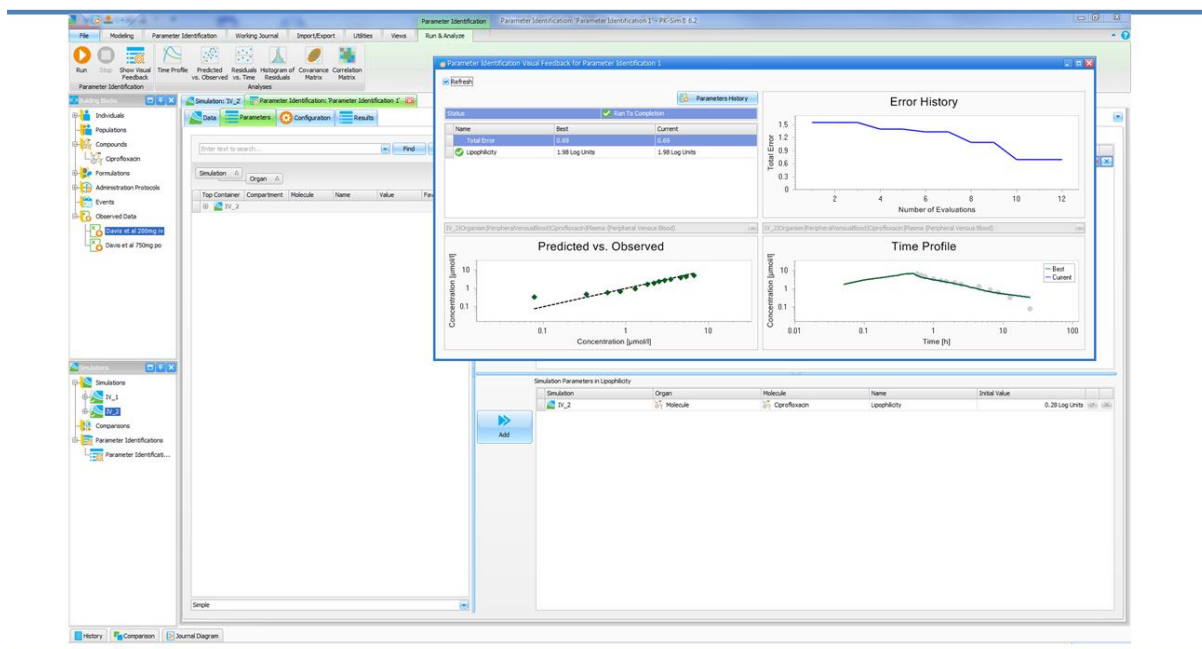 Parameter Identification
Parameter Identification: 'Parameter Identification 1' - PK-Sim® 6.2
File Modeling Parameter Identification Working Journal Import/Export Utilities Views Run & Analyze
Run Stop Show Visual Feedback Time Profile Predicted vs. Observed Residuals vs. Time Histogram of Residuals Covariance Matrix Correlation Matrix
Parameter Identification Analyses
Building Blocks
Individuals
Populations
Compounds
Ciprofloxacin
Formulations
Administration Protocols
Events
Observed Data
Davis et al 200mg iv
Davis et al 750mg po
Simulations
Simulations
IV_1
IV_2
Comparisons
Parameter Identifications
Parameter Identificati...
Simulation: 'IV_2' Parameter Identification: 'Parameter Identification 1'
Data Parameters Configuration Results
Enter text to search... Find
Simulation
Organ
Top Container Compartment Molecule Name Value Fav
IV_2
Simple
Parameter Identification Visual Feedback for Parameter Identification 1
Refresh
Parameters History
Status Ran To Completion
Name Best Current
Total Error 0.69 0.69
Lipophilicity 1.98 Log Units 1.98 Log Units
Error History
Total Error
1.5
1.2
0.9
0.6
0.3
0
2 4 6 8 10 12
Number of Evaluations
IV_2|Organism|PeripheralVenousBlood|Ciprofloxacin|Plasma (Peripheral Venous Blood)
Predicted vs. Observed
Concentration [µmol/l]
10
1
0.1
0.1 1 10
Concentration [µmol/l]
IV_2|Organism|PeripheralVenousBlood|Ciprofloxacin|Plasma (Peripheral Venous Blood)
Time Profile
Concentration [µmol/l]
10
1
0.1
0.01 0.1 1 10 100
Time [h]
Best
Current
Add
Simulation Parameters in Lipophilicity
Simulation Organ Molecule Name Initial Value
IV_2 Molecule Ciprofloxacin Lipophilicity 0.28 Log Units
History Comparison Journal Diagram